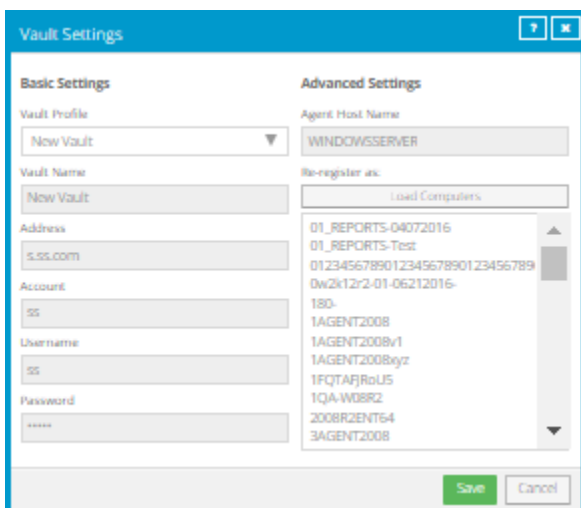 Vault Settings
? ×
Basic Settings
Vault Profile
New Vault
Vault Name
New Vault
Address
s.ss.com
Account
ss
Username
ss
Password
*****
Advanced Settings
Agent Host Name
WINDOWSSERVER
Re-register as:
Load Computers
01_REPORTS-04072016
01_REPORTS-Test
0123456789012345678901234567890
0w2k12r2-01-06212016-
180-
1AGENT2008
1AGENT2008v1
1AGENT2008xyz
1FQTAFJRoU5
1QA-W08R2
2008R2ENT64
3AGENT2008
Save
Cancel